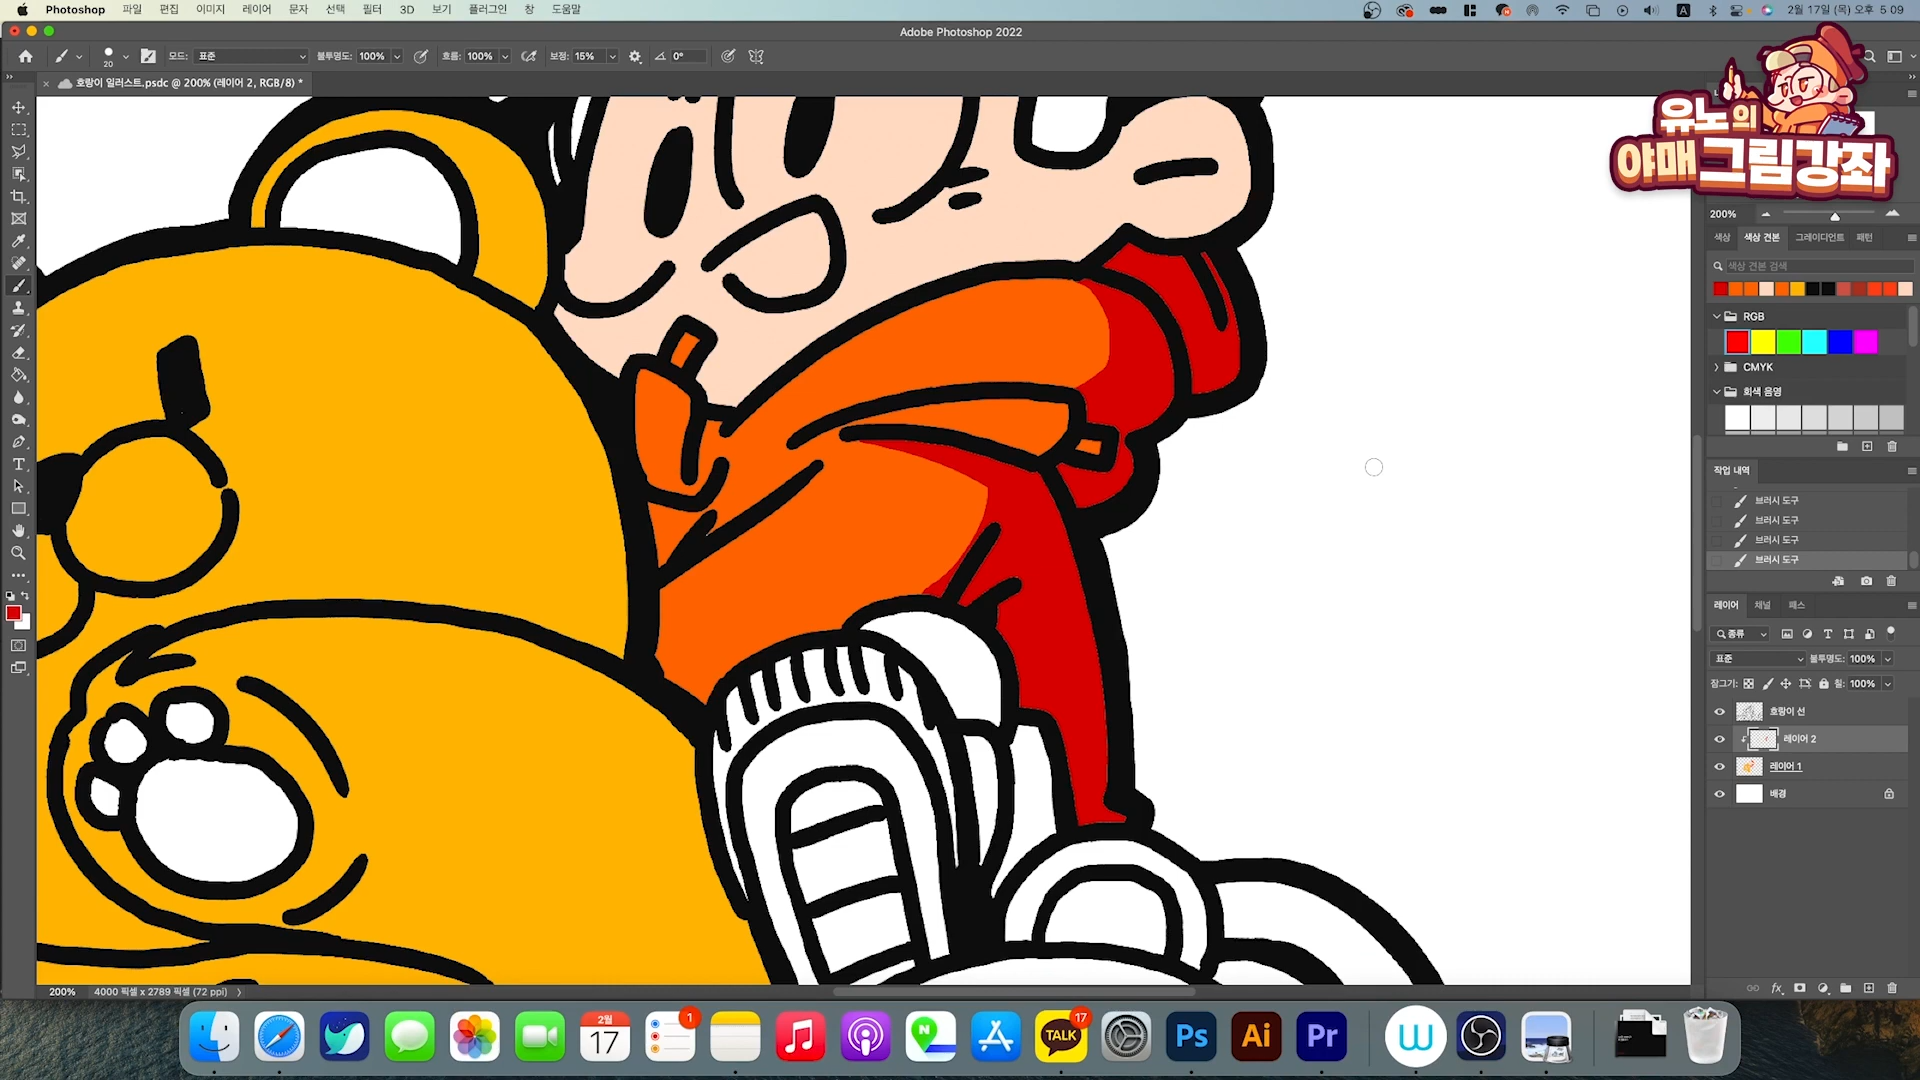 Photoshop 파일 편집 이미지 레이어 문자 선택 필터 3D 보기 플러그인 창 도움말
A 2월 17일 (목) 오후 5 09
Adobe Photoshop 2022
20 모드: 표준 불투명도: 100% 흐름: 100% 보정: 15% 0°
호랑이 일러스트.psdc @ 200% (레이어 2, RGB/8) *
유노의
야매그림강좌
200%
색상 색상 견본 그레이디언트 패턴
색상 견본 검색
RGB
CMYK
회색 음영
작업 내역
브러시 도구
브러시 도구
브러시 도구
브러시 도구
레이어 채널 패스
종류
표준 불투명도: 100%
잠그기: 칠: 100%
호랑이 선
레이어 2
레이어 1
배경
200% 4000 픽셀 x 2789 픽셀 (72 ppi)
2월
17
1
N
TALK
17
Ps
Ai
Pr
W